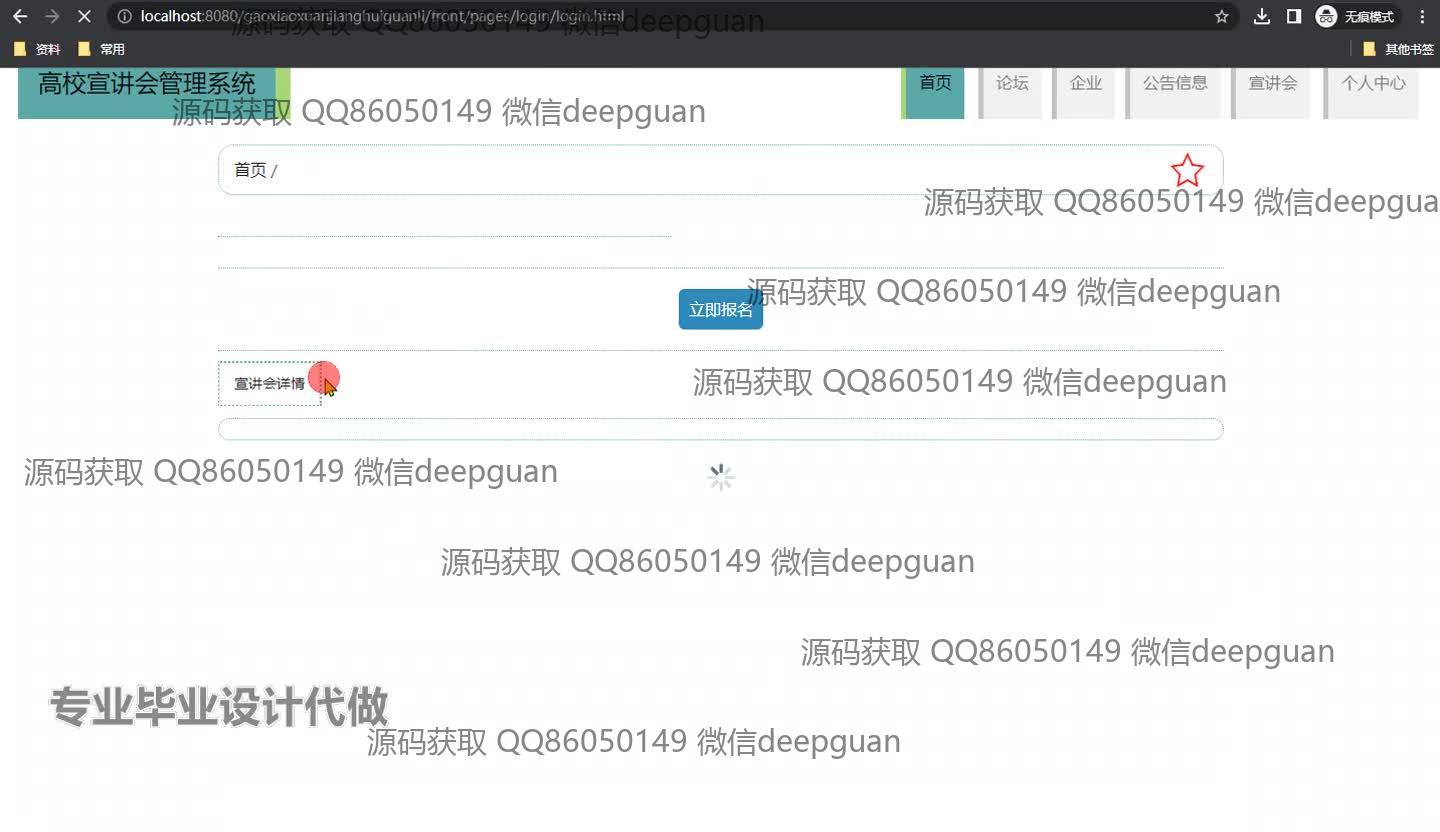 localhost:8080/gaoxiaoxuanjianghuiguanli/front/pages/login/login.html
无痕模式
源码获取 QQ86050149 微信deepguan
资料
常用
其他书签
高校宣讲会管理系统
首页
论坛
企业
公告信息
宣讲会
个人中心
源码获取 QQ86050149 微信deepguan
首页 /
源码获取 QQ86050149 微信deepgua
源码获取 QQ86050149 微信deepguan
立即报名
宣讲会详情
源码获取 QQ86050149 微信deepguan
源码获取 QQ86050149 微信deepguan
源码获取 QQ86050149 微信deepguan
源码获取 QQ86050149 微信deepguan
专业毕业设计代做
源码获取 QQ86050149 微信deepguan